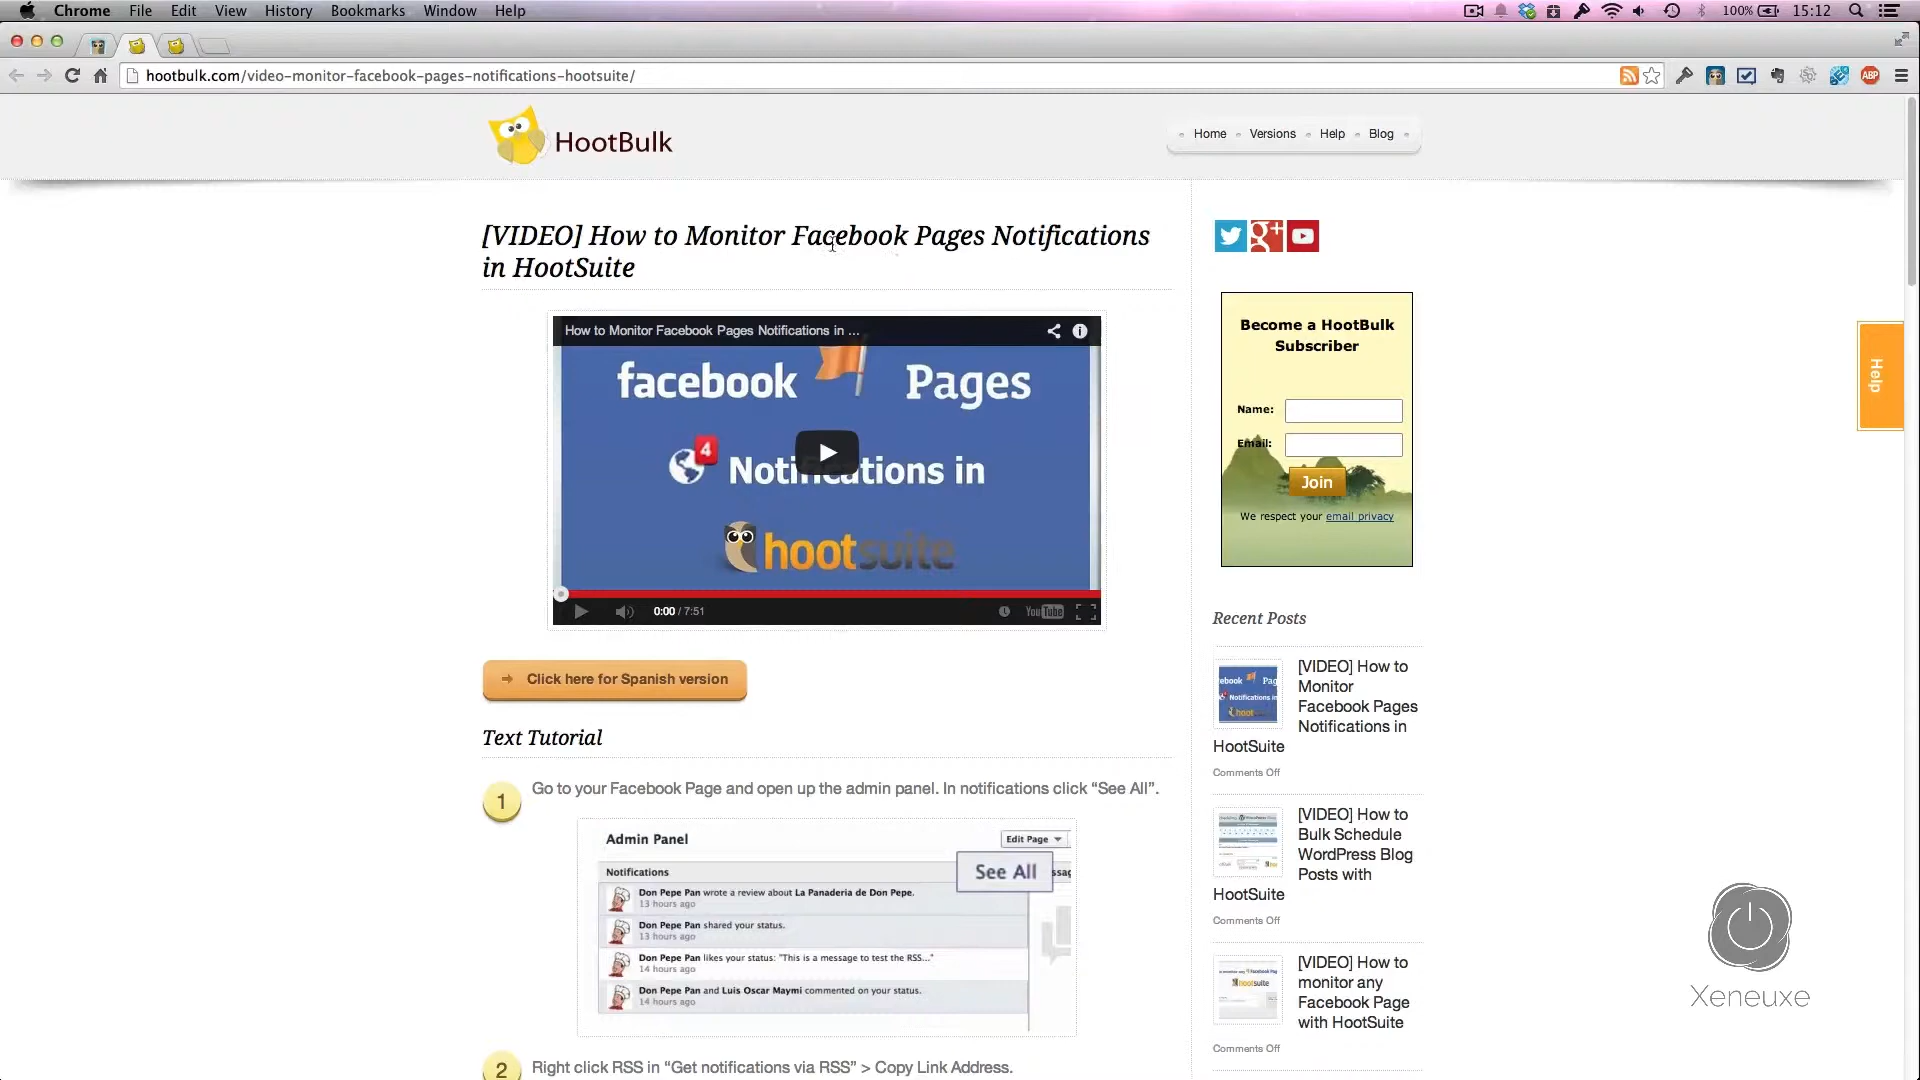 Chrome File Edit View History Bookmarks Window Help
100% 15:12
hootbulk.com/video-monitor-facebook-pages-notifications-hootsuite/
ABP
HootBulk
Home Versions Help Blog
[VIDEO] How to Monitor Facebook Pages Notifications
in HootSuite
How to Monitor Facebook Pages Notifications in ...
facebook Pages
4
Notifications in
hootsuite
0:00 / 7:51
YouTube
Click here for Spanish version
Text Tutorial
1
Go to your Facebook Page and open up the admin panel. In notifications click “See All”.
Admin Panel
Edit Page
Notifications
See All
Don Pepe Pan wrote a review about La Panaderia de Don Pepe.
13 hours ago
Don Pepe Pan shared your status.
13 hours ago
Don Pepe Pan likes your status: "This is a message to test the RSS..."
14 hours ago
Don Pepe Pan and Luis Oscar Maymi commented on your status.
14 hours ago
2
Right click RSS in “Get notifications via RSS” > Copy Link Address.
g+
Become a HootBulk
Subscriber
Name:
Email:
Join
We respect your email privacy
Help
Recent Posts
[VIDEO] How to
Monitor
Facebook Pages
Notifications in
HootSuite
Comments Off
[VIDEO] How to
Bulk Schedule
WordPress Blog
Posts with
HootSuite
Comments Off
[VIDEO] How to
monitor any
Facebook Page
with HootSuite
Comments Off
Xeneuxe